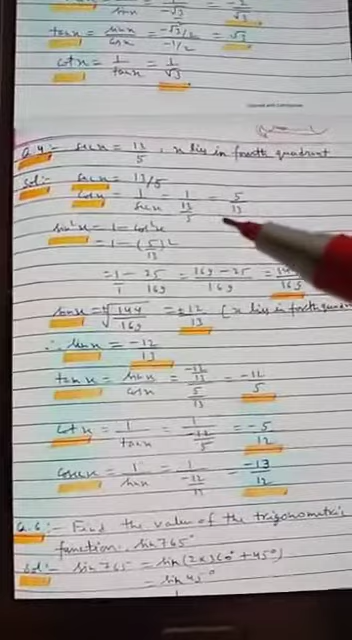 tan x = sin x / cos x = -√3/2 / -1/2 = √3
cot x = 1/tan x = 1/√3
Q.4:- sec x = 13/5, x lies in fourth quadrant
Sol:- sec x = 13/5
cos x = 1/sec x = 1/(13/5) = 5/13
sin²x = 1 - cos²x
= 1 - (5/13)²
= 1/1 - 25/169 = 169-25/169 = 144/169
sin x = √144/169 = ±12/13 [x lies in fourth quadra
∴ sin x = -12/13
tan x = sin x/cos x = (-12/13)/(5/13) = -12/5
cot x = 1/tan x = 1/(-12/5) = -5/12
cosec x = 1/sin x = 1/(-12/13) = -13/12
Q.6:- Find the value of the trigonometric
function sin 765°
Sol:- sin 765° = sin(2x360° + 45°)
= sin 45°